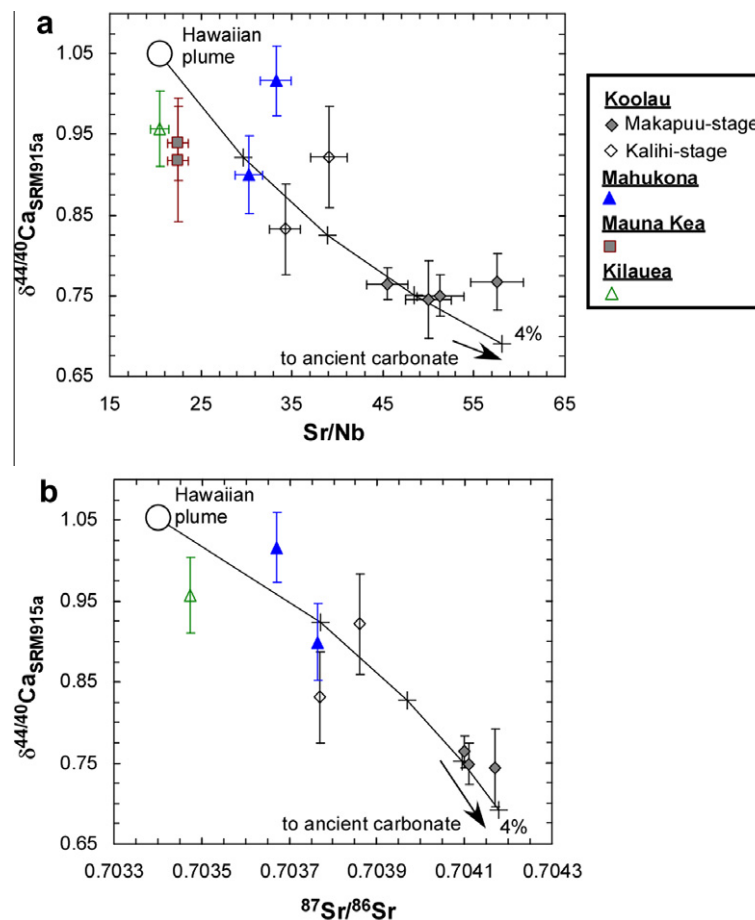 a
Hawaiian
plume
1.05
0.95
0.85
0.75
0.65
δ44/40CaSRM915a
4%
to ancient carbonate
15 25 35 45 55 65
Sr/Nb
Koolau
Makapuu-stage
Kalihi-stage
Mahukona
Mauna Kea
Kilauea
b
Hawaiian
plume
1.05
0.95
0.85
0.75
0.65
δ44/40CaSRM915a
to ancient carbonate
4%
0.7033 0.7035 0.7037 0.7039 0.7041 0.7043
87Sr/86Sr